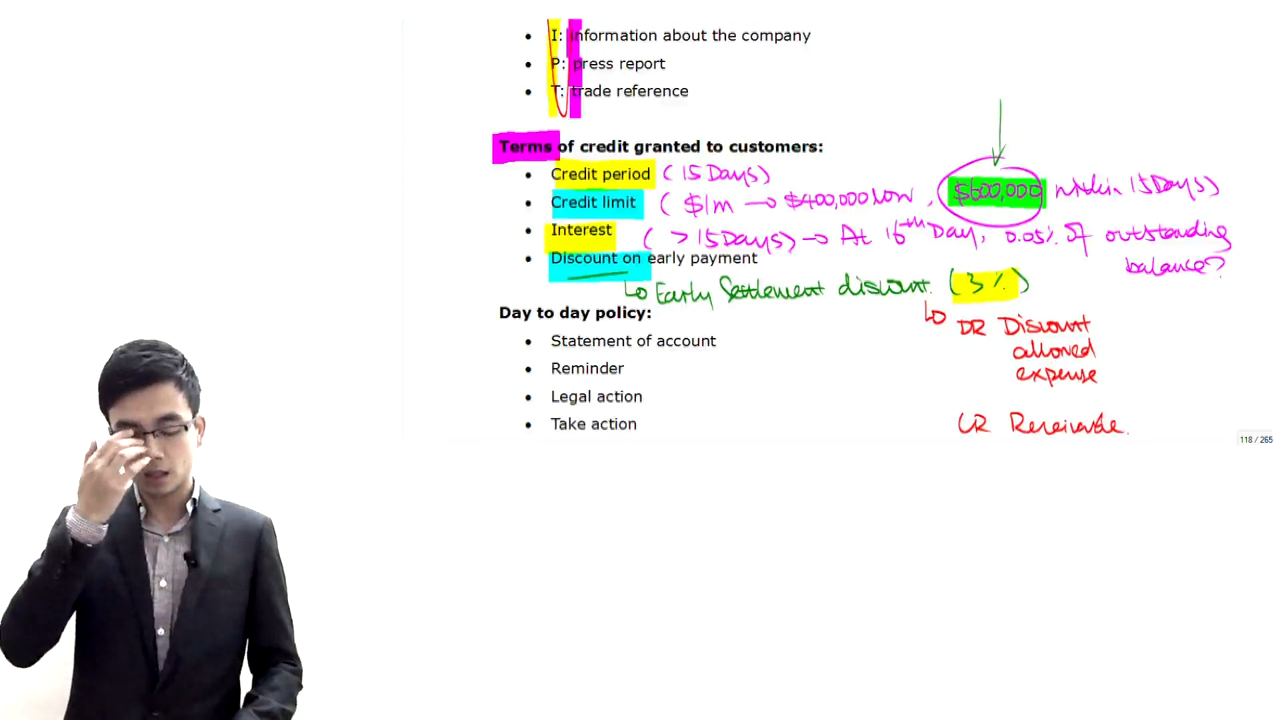 • I: information about the company
• P: press report
• T: trade reference
Terms of credit granted to customers:
• Credit period (15 Days)
• Credit limit ($1m → $400,000 now, $600,000 within 15 Days)
• Interest (>15 Days) → At 16th Day, 0.05% of outstanding balance?
• Discount on early payment
↳ Early Settlement discount. (3%)
Day to day policy:
↳ DR Discount allowed expense
• Statement of account
• Reminder
• Legal action
• Take action
CR Receivable.
118 / 265